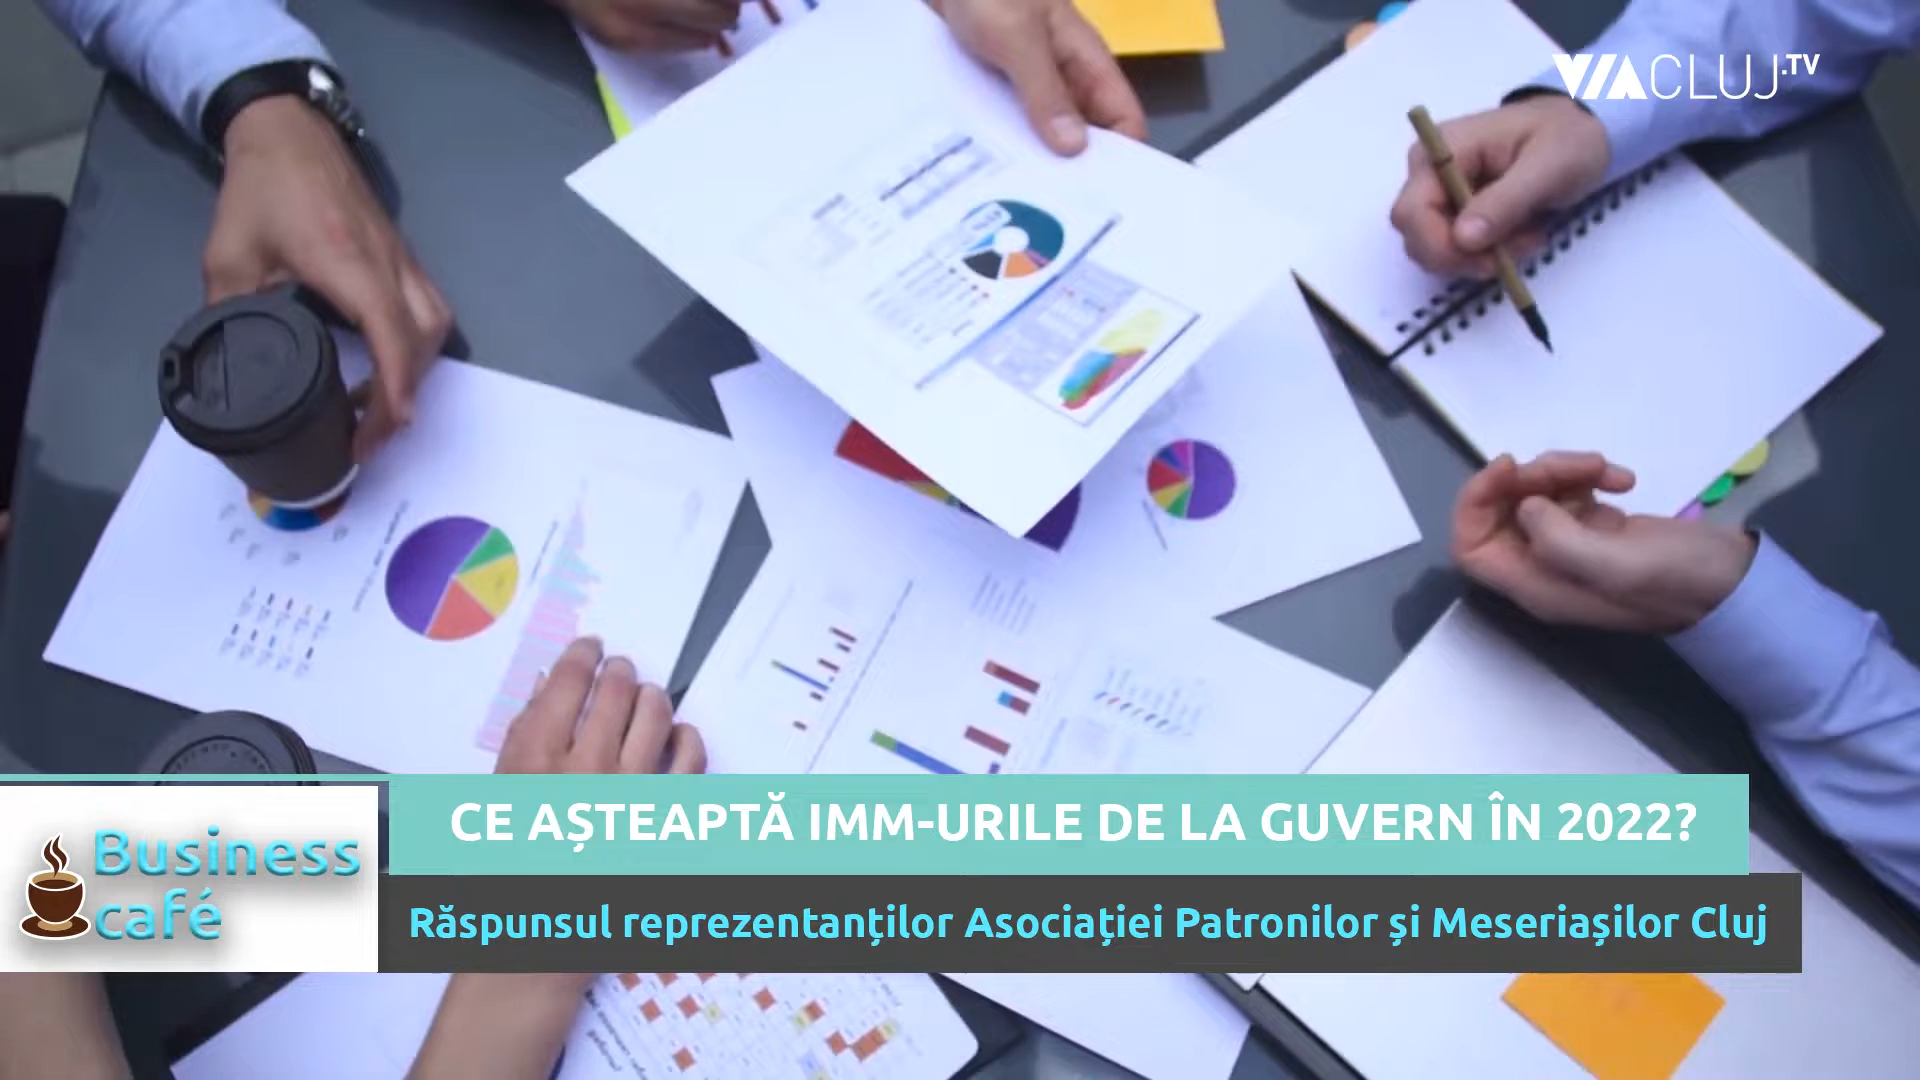 VIACLUJ.TV
CE AȘTEAPTĂ IMM-URILE DE LA GUVERN ÎN 2022?
Business
café
Răspunsul reprezentanților Asociației Patronilor și Meseriașilor Cluj